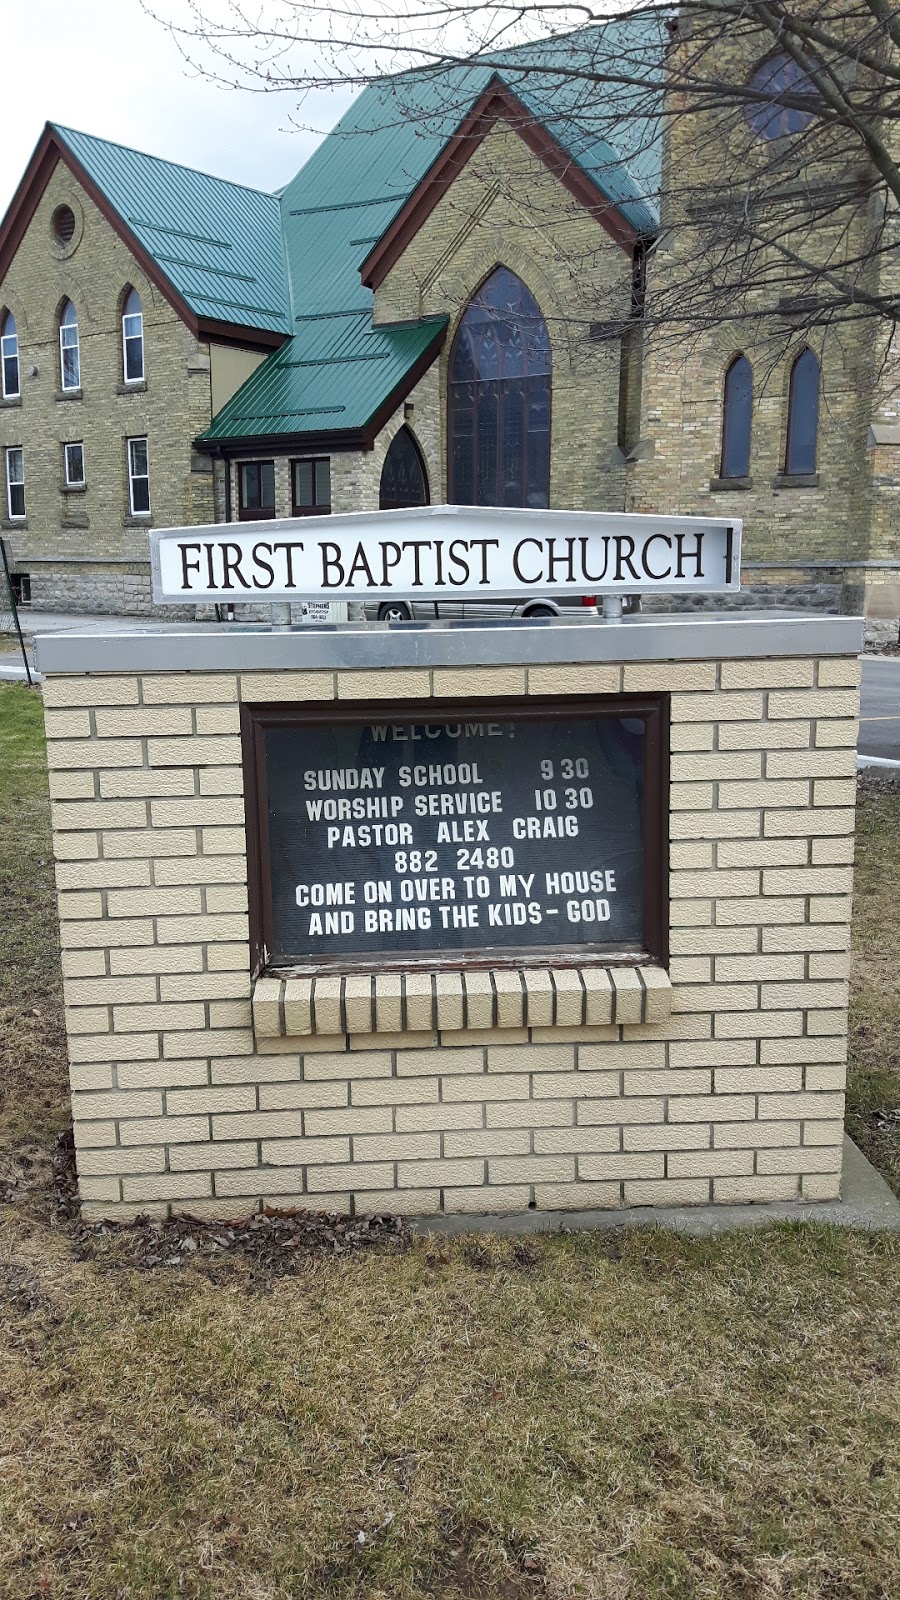 FIRST BAPTIST CHURCH
STEPHENS
WELCOME!
SUNDAY SCHOOL 9 30
WORSHIP SERVICE 10 30
PASTOR ALEX CRAIG
882 2480
COME ON OVER TO MY HOUSE
AND BRING THE KIDS - GOD